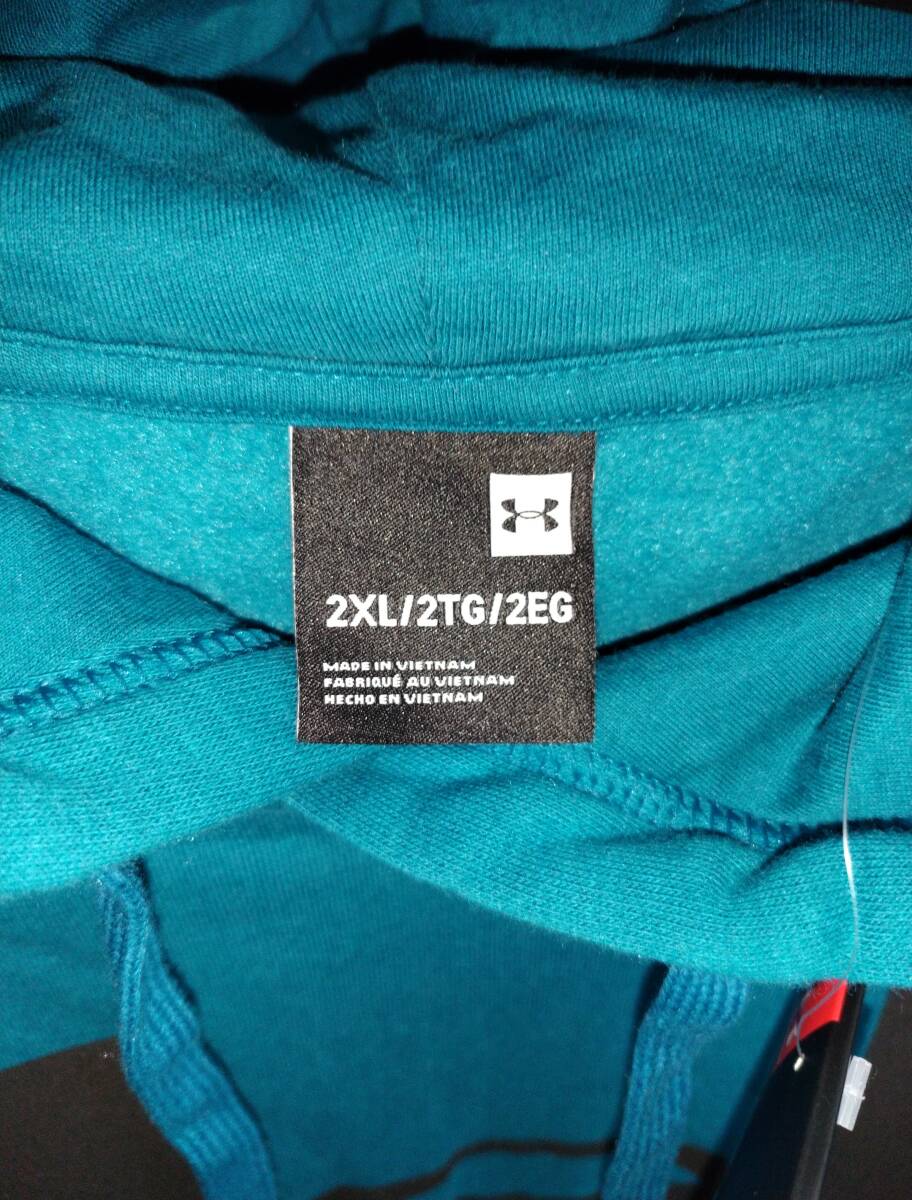 2XL/2TG/2EG
MADE IN VIETNAM
FABRIQUÉ AU VIETNAM
HECHO EN VIETNAM